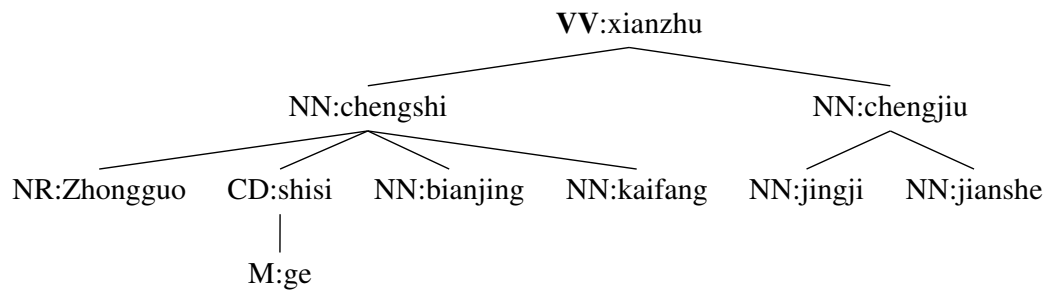 VV:xianzhu
NN:chengshi NN:chengjiu
NR:Zhongguo CD:shisi NN:bianjing NN:kaifang NN:jingji NN:jianshe
M:ge